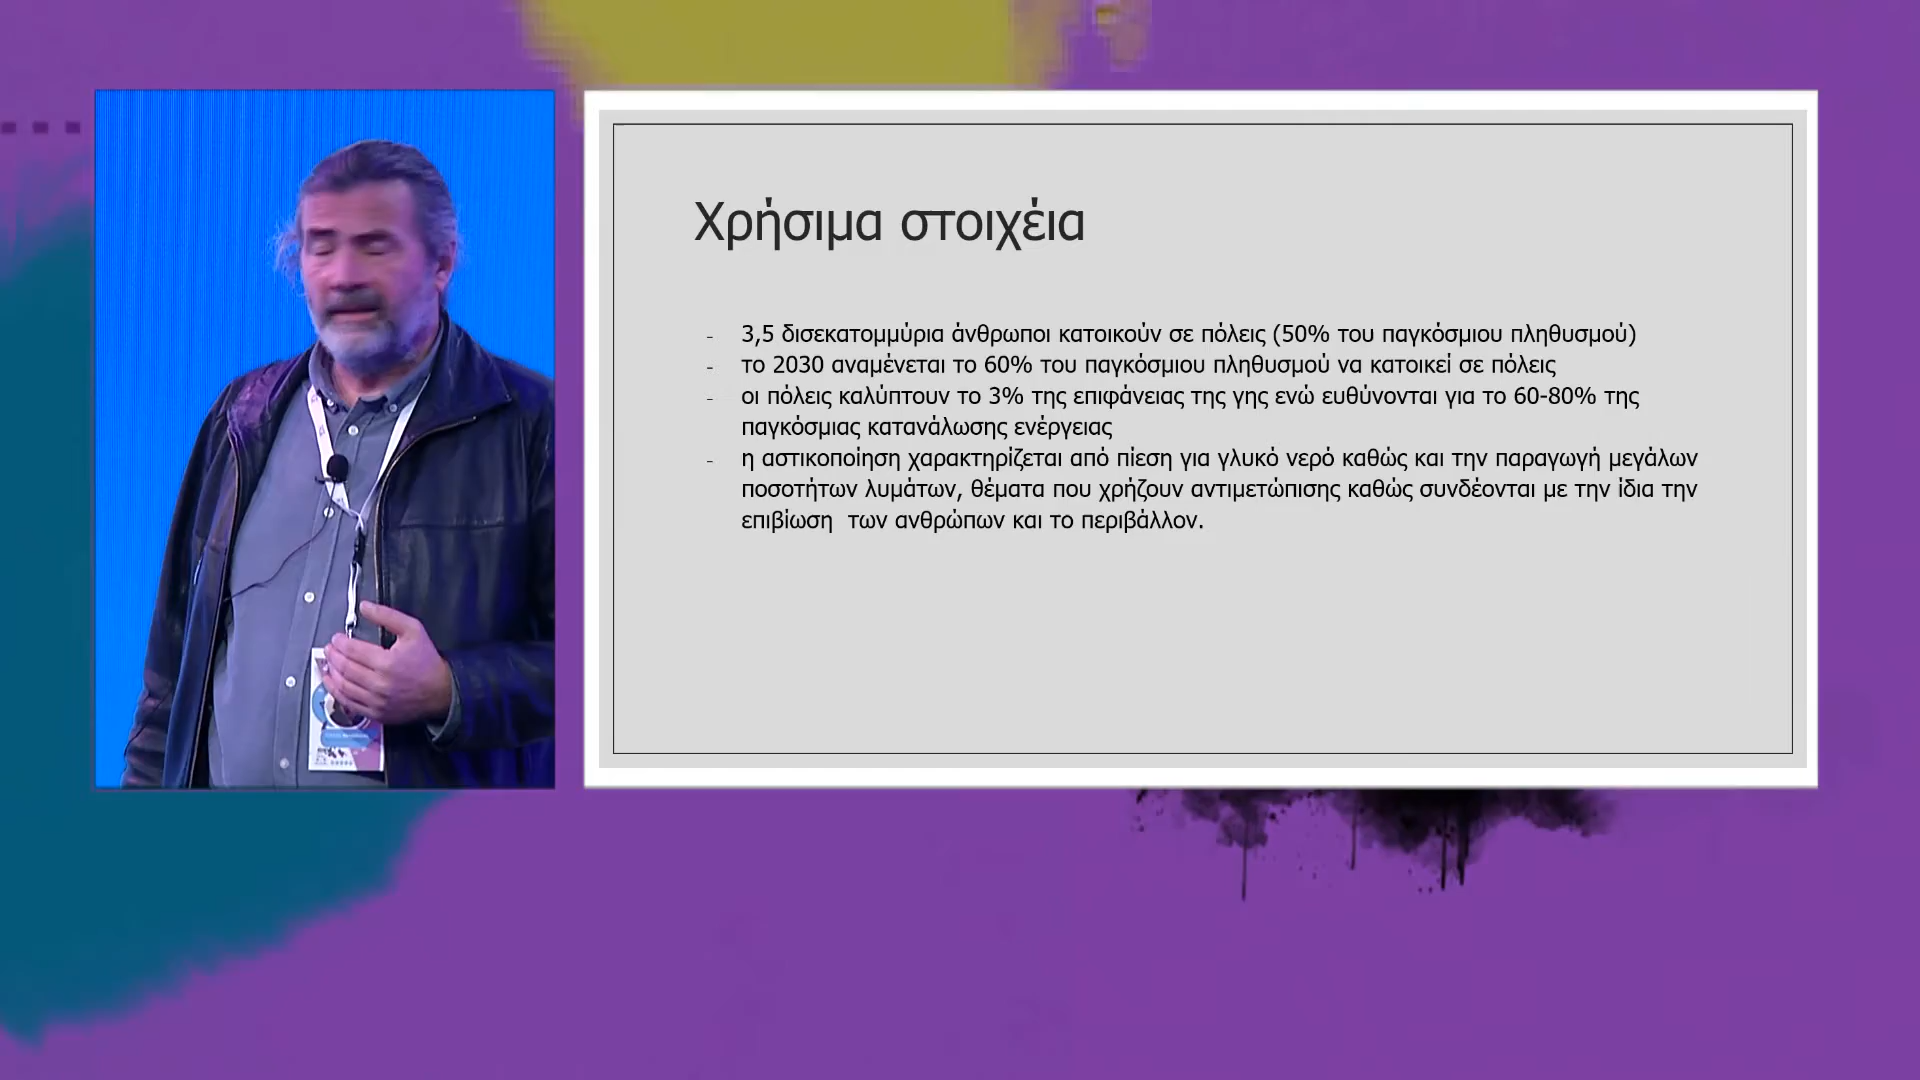 Χρήσιμα στοιχέια
- 3,5 δισεκατομμύρια άνθρωποι κατοικούν σε πόλεις (50% του παγκόσμιου πληθυσμού)
- το 2030 αναμένεται το 60% του παγκόσμιου πληθυσμού να κατοικεί σε πόλεις
- οι πόλεις καλύπτουν το 3% της επιφάνειας της γης ενώ ευθύνονται για το 60-80% της
παγκόσμιας κατανάλωσης ενέργειας
- η αστικοποίηση χαρακτηρίζεται από πίεση για γλυκό νερό καθώς και την παραγωγή μεγάλων
ποσοτήτων λυμάτων, θέματα που χρήζουν αντιμετώπισης καθώς συνδέονται με την ίδια την
επιβίωση  των ανθρώπων και το περιβάλλον.